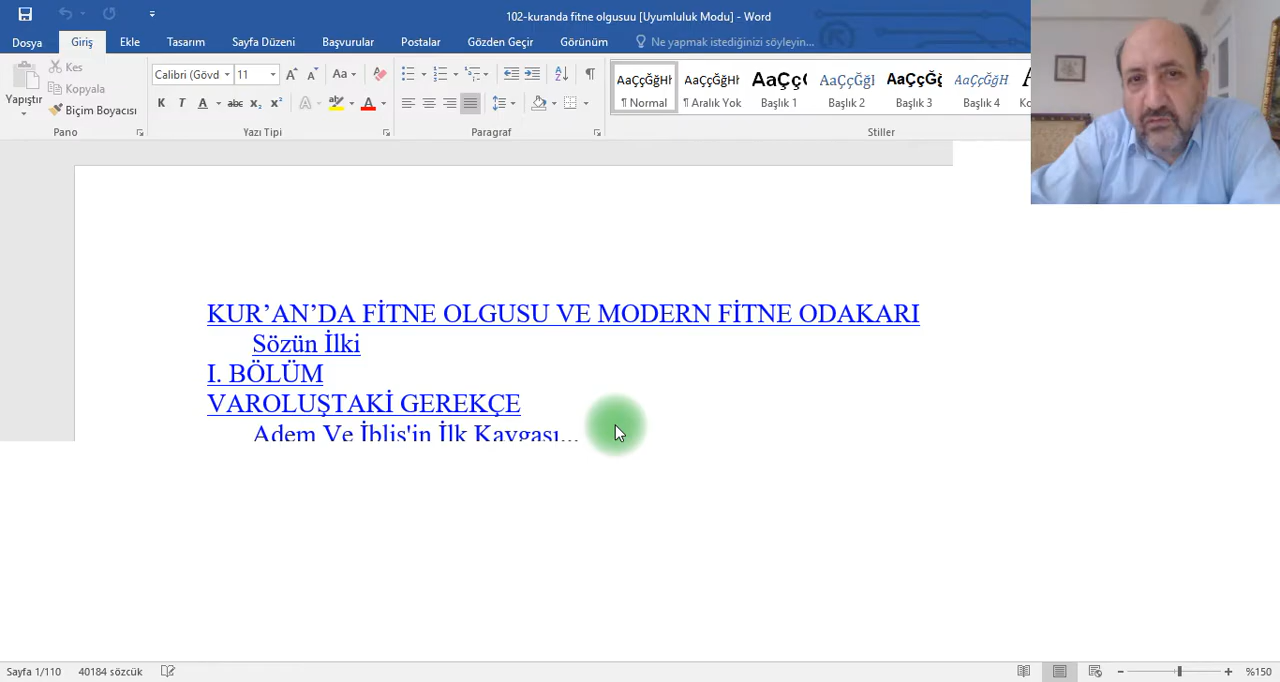 102-kuranda fitne olgusuu [Uyumluluk Modu] - Word
Dosya Giriş Ekle Tasarım Sayfa Düzeni Başvurular Postalar Gözden Geçir Görünüm Ne yapmak istediğinizi söyleyin...
Yapıştır
Kes
Kopyala
Biçim Boyacısı
Pano
Calibri (Gövd 11
Yazı Tipi
Paragraf
AaÇçĞğHł AaÇçĞğHł AaÇçĞ AaÇçĞğI AaÇçĞğ AaÇçĞğH
¶ Normal ¶ Aralık Yok Başlık 1 Başlık 2 Başlık 3 Başlık 4
Stiller
KUR’AN’DA FİTNE OLGUSU VE MODERN FİTNE ODAKARI
Sözün İlki
I. BÖLÜM
VAROLUŞTAKİ GEREKÇE
Adem Ve İblis'in İlk Kavgası...
Sayfa 1/110 40184 sözcük %150